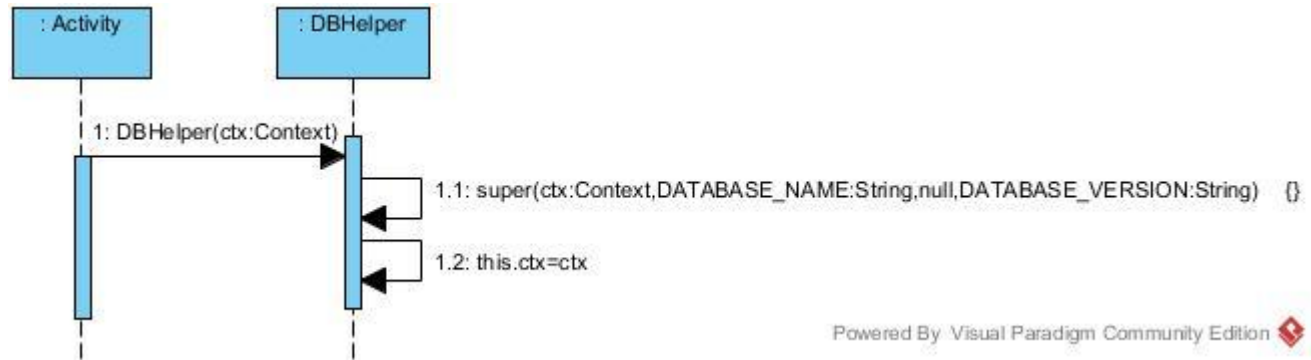 : Activity
: DBHelper
1: DBHelper(ctx:Context)
1.1: super(ctx:Context,DATABASE_NAME:String,null,DATABASE_VERSION:String) {}
1.2: this.ctx=ctx
Powered By Visual Paradigm Community Edition